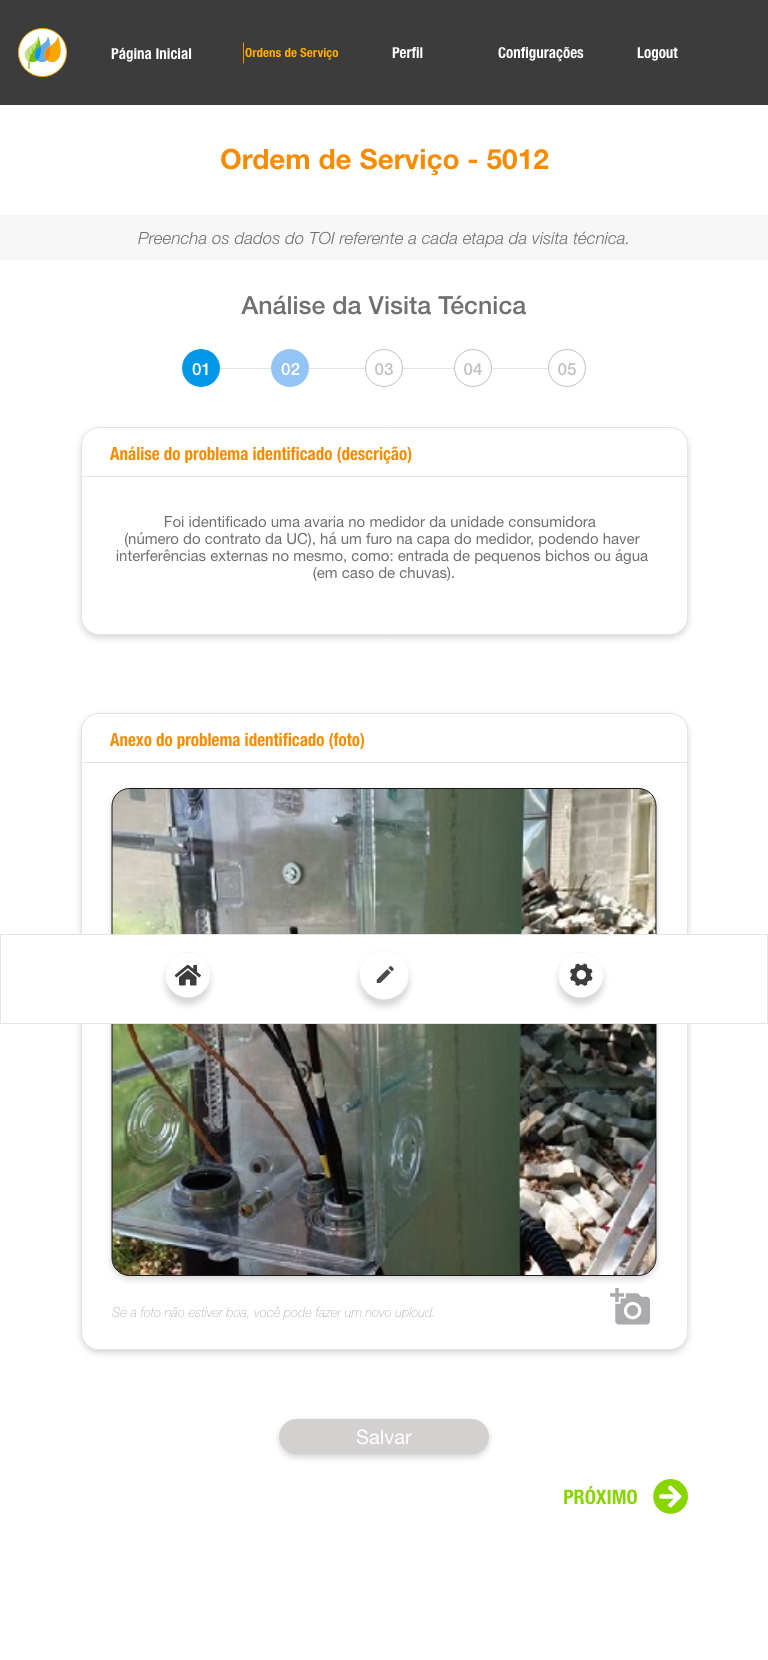 Página Inicial
Ordens de Serviço
Perfil
Configurações
Logout
Ordem de Serviço - 5012
Preencha os dados do TOI referente a cada etapa da visita técnica.
Análise da Visita Técnica
01
02
03
04
05
Análise do problema identificado (descrição)
Foi identificado uma avaria no medidor da unidade consumidora
(número do contrato da UC), há um furo na capa do medidor, podendo haver
interferências externas no mesmo, como: entrada de pequenos bichos ou água
(em caso de chuvas).
Anexo do problema identificado (foto)
Se a foto não estiver boa, você pode fazer um novo uploud.
Salvar
PRÓXIMO